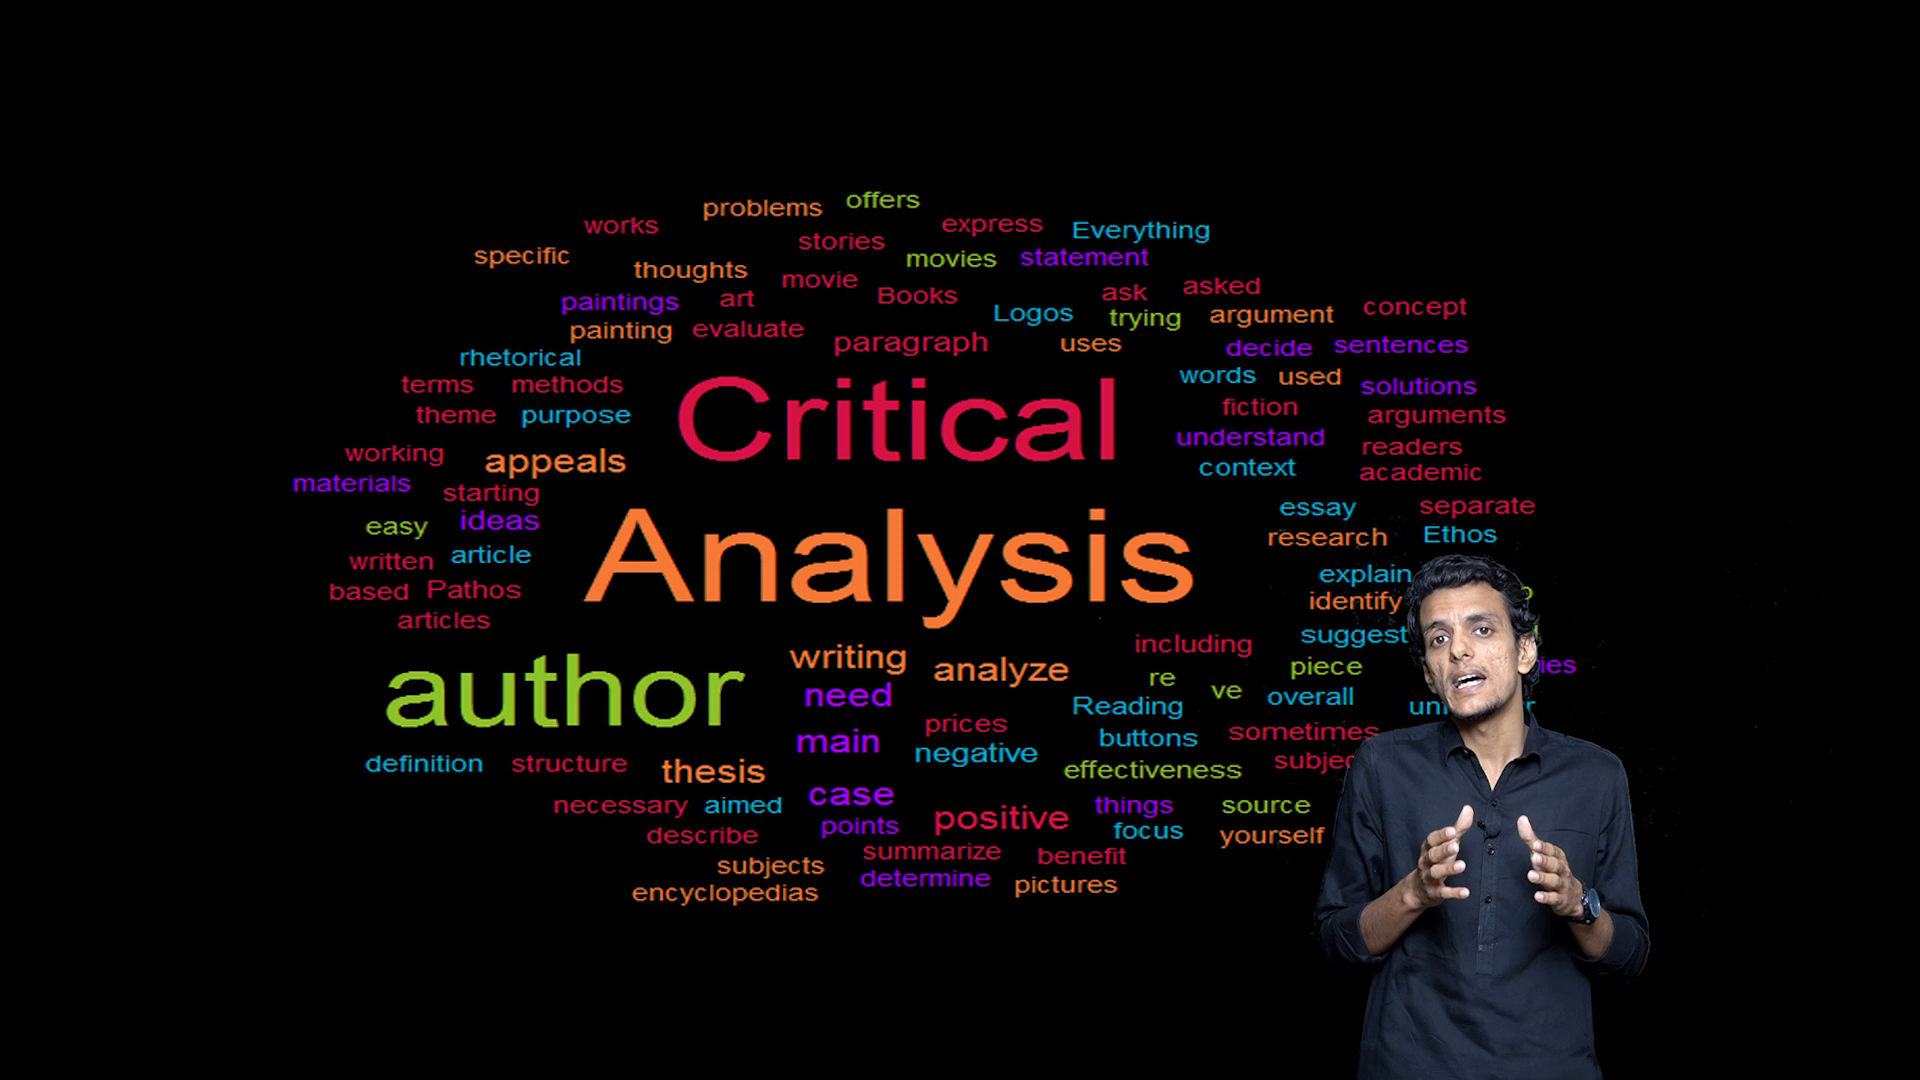 offers
problems
works express Everything
specific stories movies statement
thoughts movie
paintings art Books ask asked
Logos trying argument concept
painting evaluate paragraph uses
rhetorical decide sentences
terms methods words used solutions
theme purpose Critical fiction arguments
working appeals understand readers
materials starting context academic
easy ideas essay separate
written article Analysis research Ethos
based Pathos explain
articles identify
suggest
author writing analyze including piece
need re ve overall
Reading
main prices buttons sometimes
negative
definition structure thesis effectiveness
necessary aimed case things source
describe points positive focus yourself
subjects summarize benefit
encyclopedias determine pictures